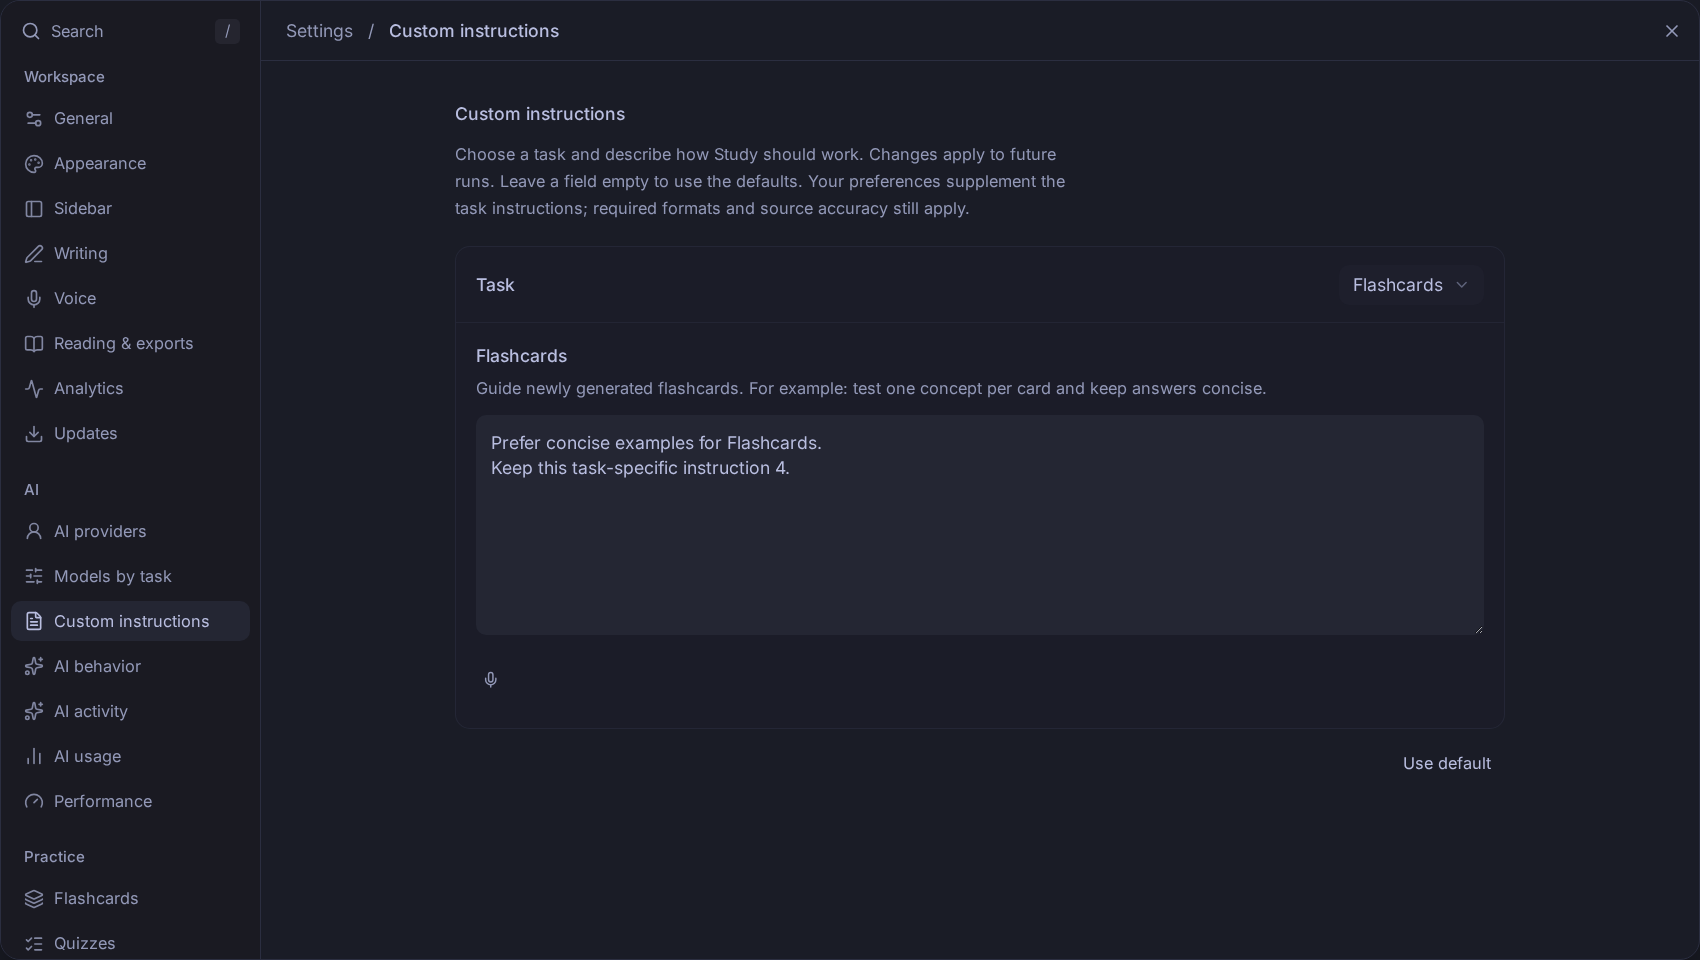 Search /
Workspace
General
Appearance
Sidebar
Writing
Voice
Reading & exports
Analytics
Updates
AI
AI providers
Models by task
Custom instructions
AI behavior
AI activity
AI usage
Performance
Practice
Flashcards
Quizzes
Settings / Custom instructions
Custom instructions
Choose a task and describe how Study should work. Changes apply to future
runs. Leave a field empty to use the defaults. Your preferences supplement the
task instructions; required formats and source accuracy still apply.
Task Flashcards
Flashcards
Guide newly generated flashcards. For example: test one concept per card and keep answers concise.
Prefer concise examples for Flashcards.
Keep this task-specific instruction 4.
Use default